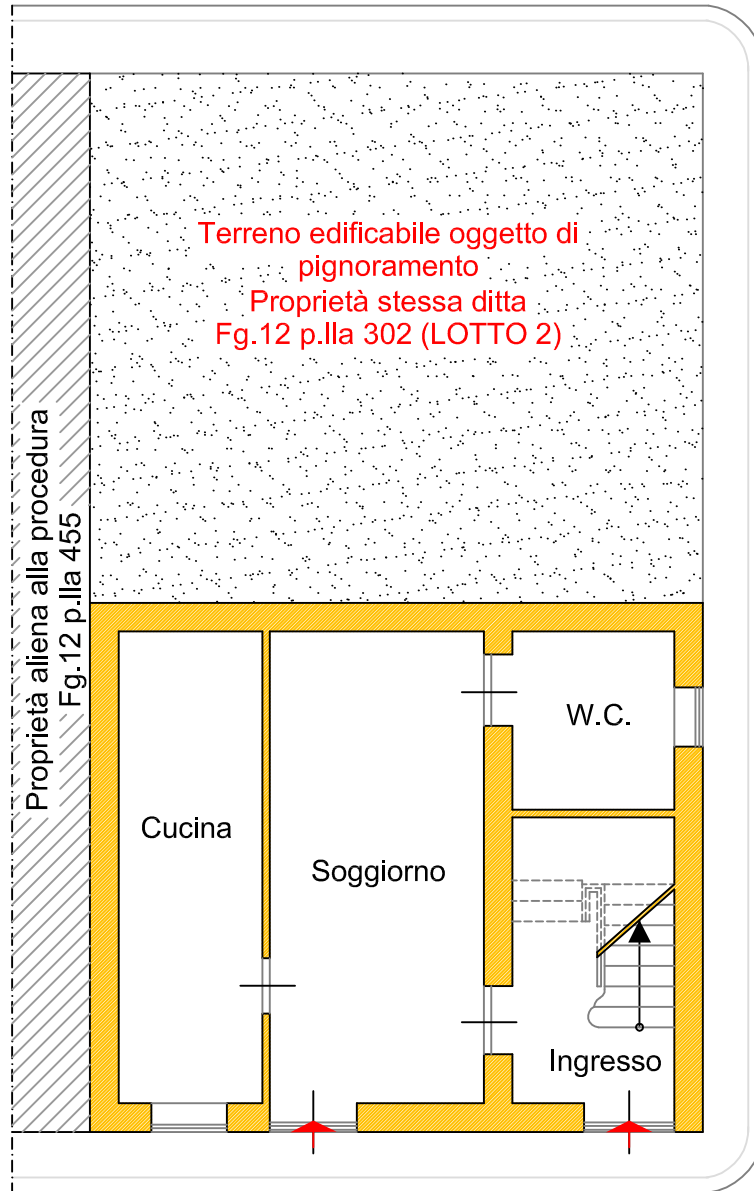 Terreno edificabile oggetto di
pignoramento
Proprietà stessa ditta
Fg.12 p.lla 302 (LOTTO 2)
Proprietà aliena alla procedura
Fg.12 p.lla 455
W.C.
Cucina
Soggiorno
Ingresso